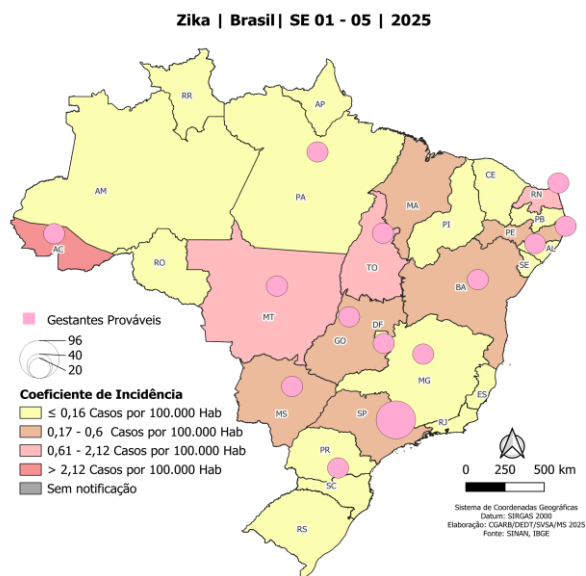 Zika | Brasil| SE 01 - 05 | 2025
RR
AP
AM
PA
MA
CE
RN
PB
PI
PE
AL
SE
AC
RO
TO
BA
MT
DF
GO
MG
ES
MS
SP
RJ
PR
SC
RS
Gestantes Prováveis
96
40
20
Coeficiente de Incidência
≤ 0,16 Casos por 100.000 Hab
0,17 - 0,6 Casos por 100.000 Hab
0,61 - 2,12 Casos por 100.000 Hab
> 2,12 Casos por 100.000 Hab
Sem notificação
0 250 500 km
Sistema de Coordenadas Geográficas
Datum: SIRGAS 2000
Elaboração: CGARB/DEDT/SVSA/MS 2025
Fonte: SINAN, IBGE